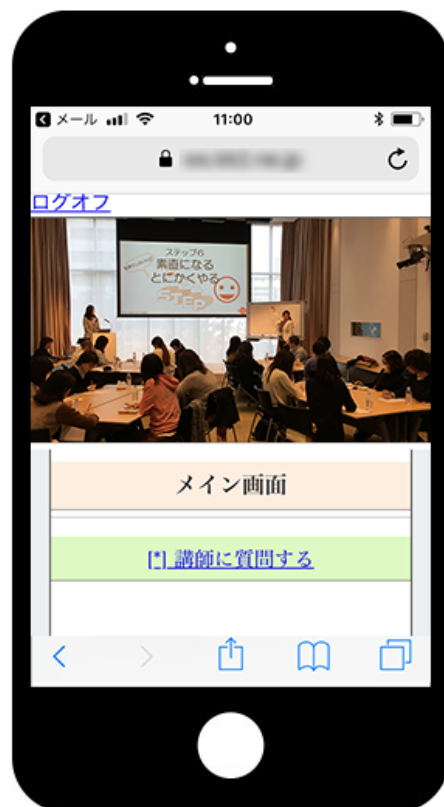 メール
11:00
ログオフ
ステップ6
素直になる
とにかくやる
STEP
メイン画面
[*] 講師に質問する